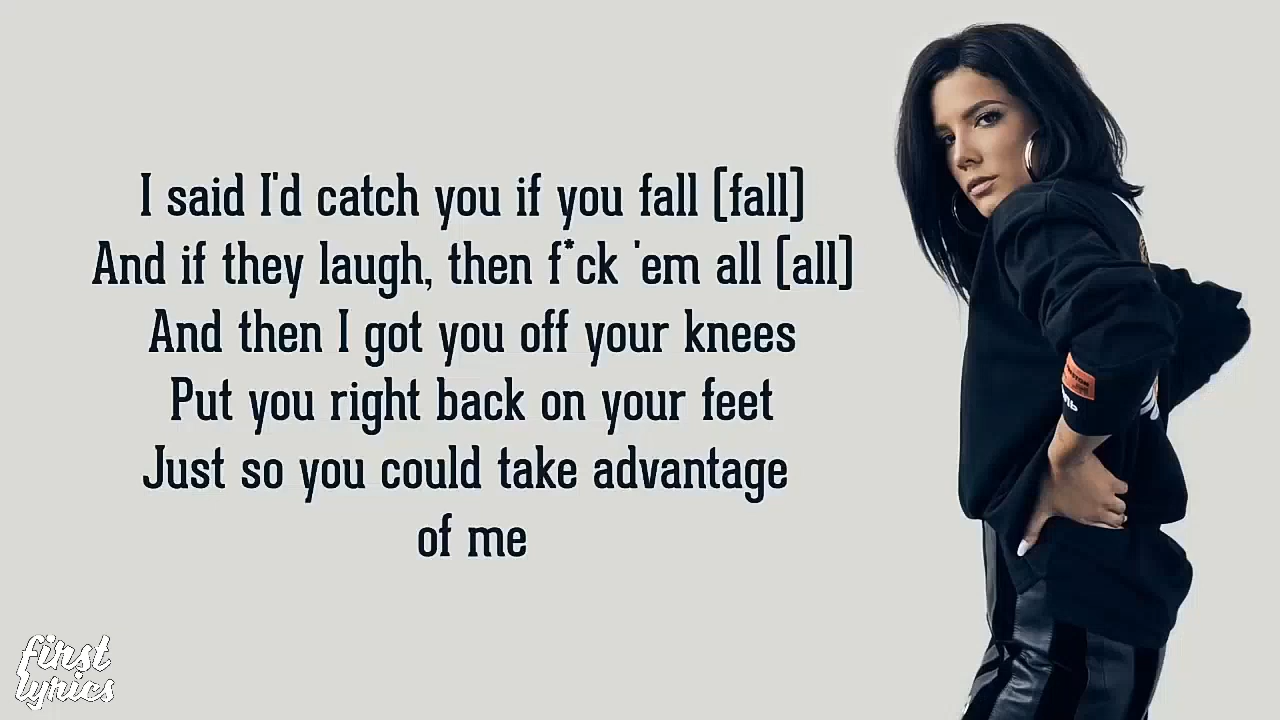 I said I'd catch you if you fall [fall]
And if they laugh, then f*ck 'em all [all]
And then I got you off your knees
Put you right back on your feet
Just so you could take advantage
of me
first
lyrics